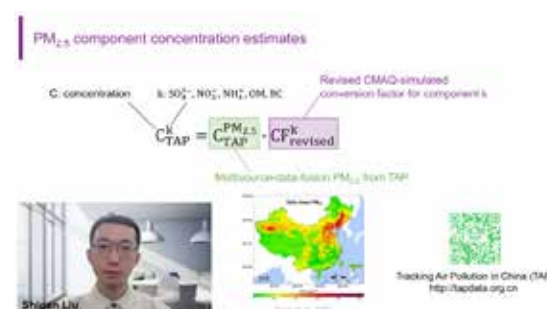 PM₂.₅ component concentration estimates
Revised CMAQ-simulated
conversion factor for component k
C: concentration
k: SO₄²⁻, NO₃⁻, NH₄⁺, OM, BC
C^k_TAP = C^PM₂.₅_TAP · CF^k_revised
Multisource-data-fusion PM₂.₅ from TAP
Tracking Air Pollution in China (TAP
http://tapdata.org.cn
Liu